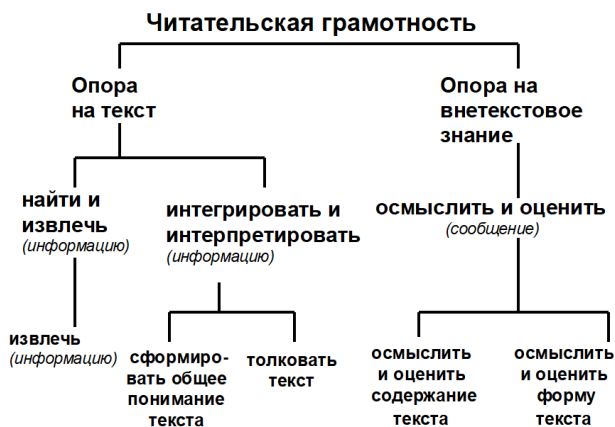 Читательская грамотность
Опора
на текст
Опора на
внетекстовое
знание
найти и
извлечь
(информацию)
интегрировать и
интерпретировать
(информацию)
осмыслить и оценить
(сообщение)
извлечь
(информацию)
сформиро-
вать общее
понимание
текста
толковать
текст
осмыслить
и оценить
содержание
текста
осмыслить
и оценить
форму
текста